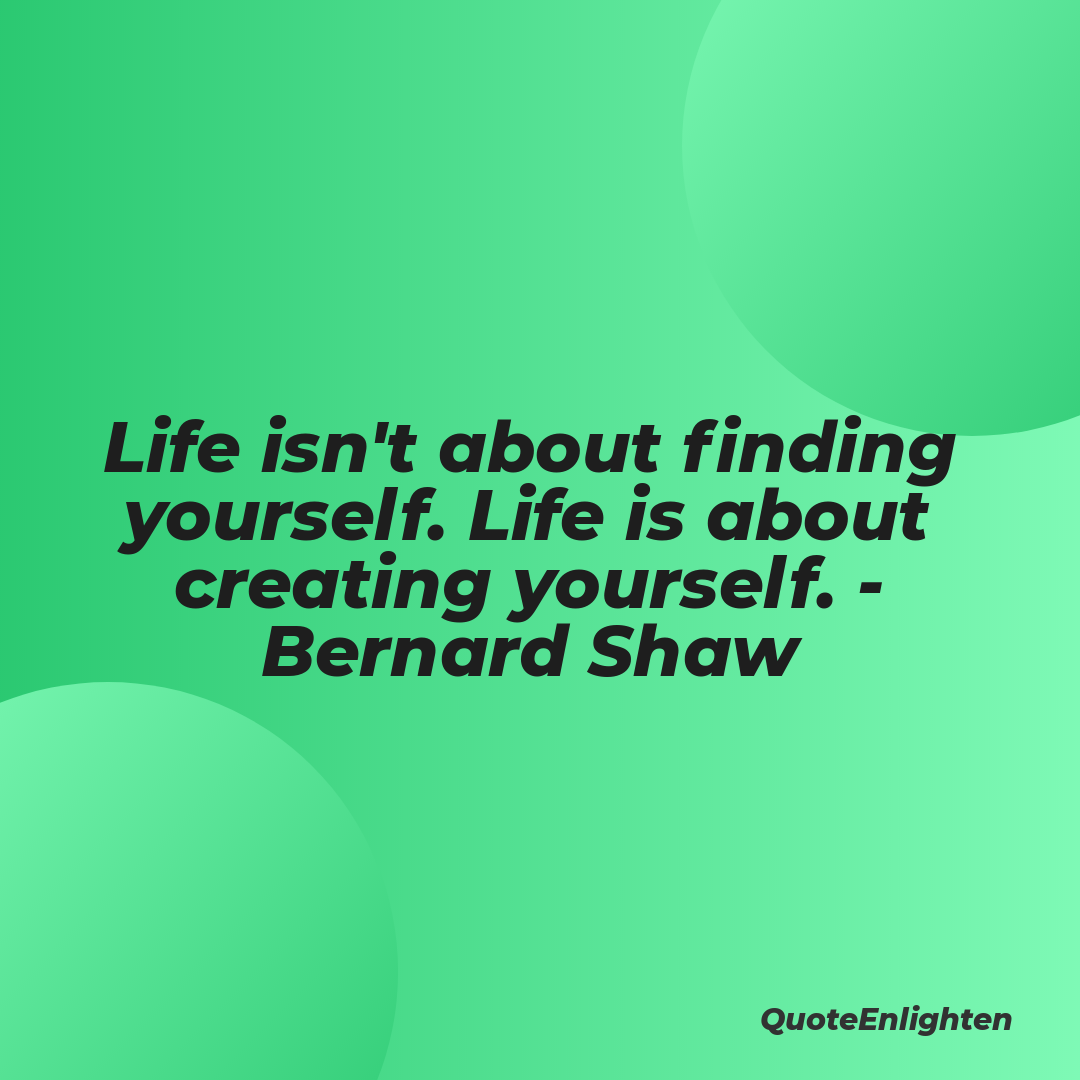 Life isn't about finding
yourself. Life is about
creating yourself. -
Bernard Shaw
QuoteEnlighten